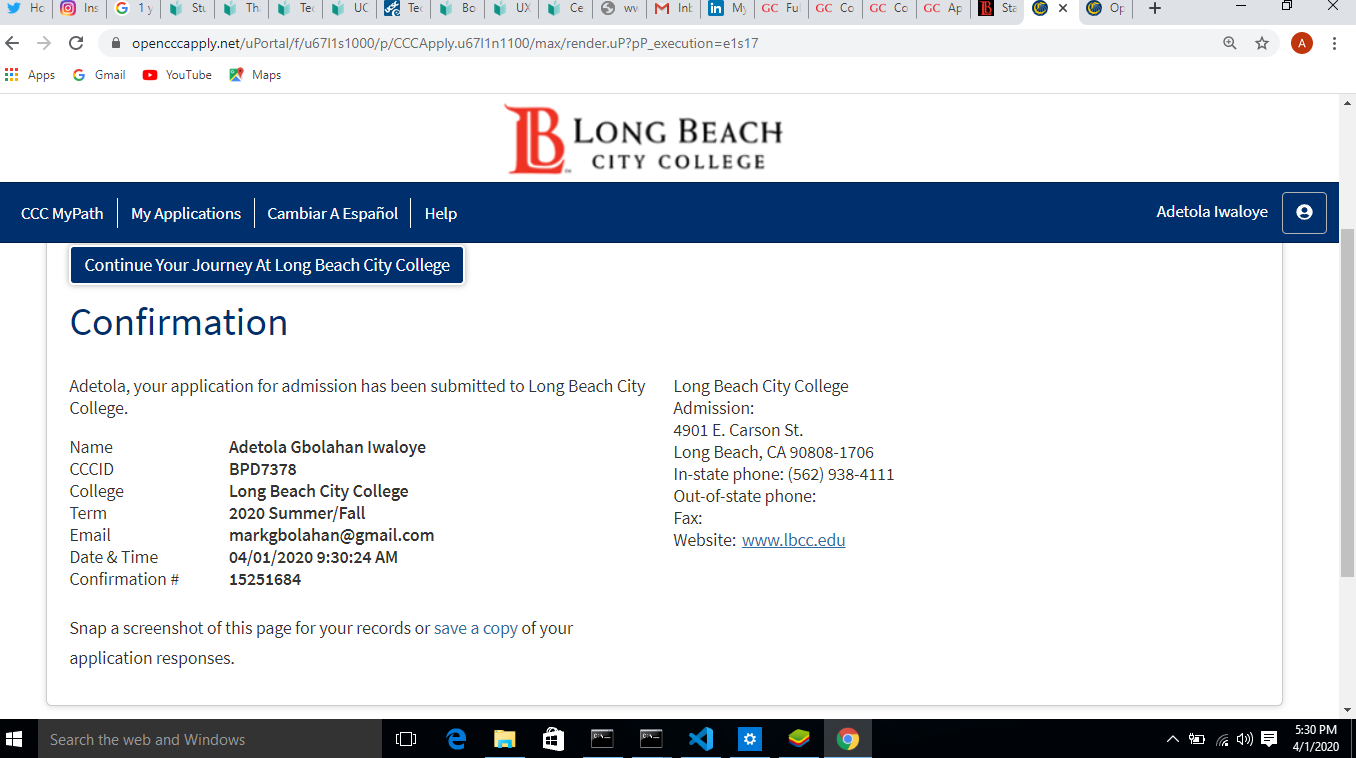 Ho
Ins
1 y
Stu
Th
Tec
UC
Tec
Bo
UX
Ce
wv
Inb
My
GC Ful
GC Co
GC Co
GC Ap
Sta
Op
opencccapply.net/uPortal/f/u67l1s1000/p/CCCApply.u67l1n1100/max/render.uP?pP_execution=e1s17
A
Apps Gmail YouTube Maps
LB LONG BEACH
CITY COLLEGE
CCC MyPath My Applications Cambiar A Español Help Adetola Iwaloye
Continue Your Journey At Long Beach City College
Confirmation
Adetola, your application for admission has been submitted to Long Beach City
College.
Name Adetola Gbolahan Iwaloye
CCCID BPD7378
College Long Beach City College
Term 2020 Summer/Fall
Email markgbolahan@gmail.com
Date & Time 04/01/2020 9:30:24 AM
Confirmation # 15251684
Snap a screenshot of this page for your records or save a copy of your
application responses.
Long Beach City College
Admission:
4901 E. Carson St.
Long Beach, CA 90808-1706
In-state phone: (562) 938-4111
Out-of-state phone:
Fax:
Website: www.lbcc.edu
Search the web and Windows
5:30 PM
4/1/2020